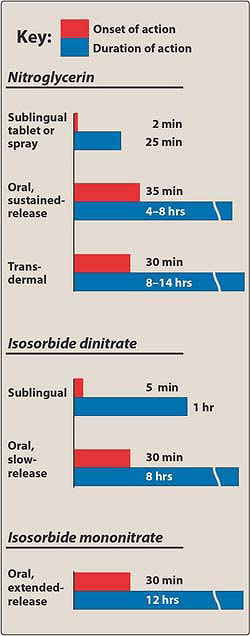 Key:
Onset of action
Duration of action
Nitroglycerin
Sublingual
tablet or
spray
2 min
25 min
Oral,
sustained-
release
35 min
4–8 hrs
Trans-
dermal
30 min
8–14 hrs
Isosorbide dinitrate
Sublingual
5 min
1 hr
Oral,
slow-
release
30 min
8 hrs
Isosorbide mononitrate
Oral,
extended-
release
30 min
12 hrs